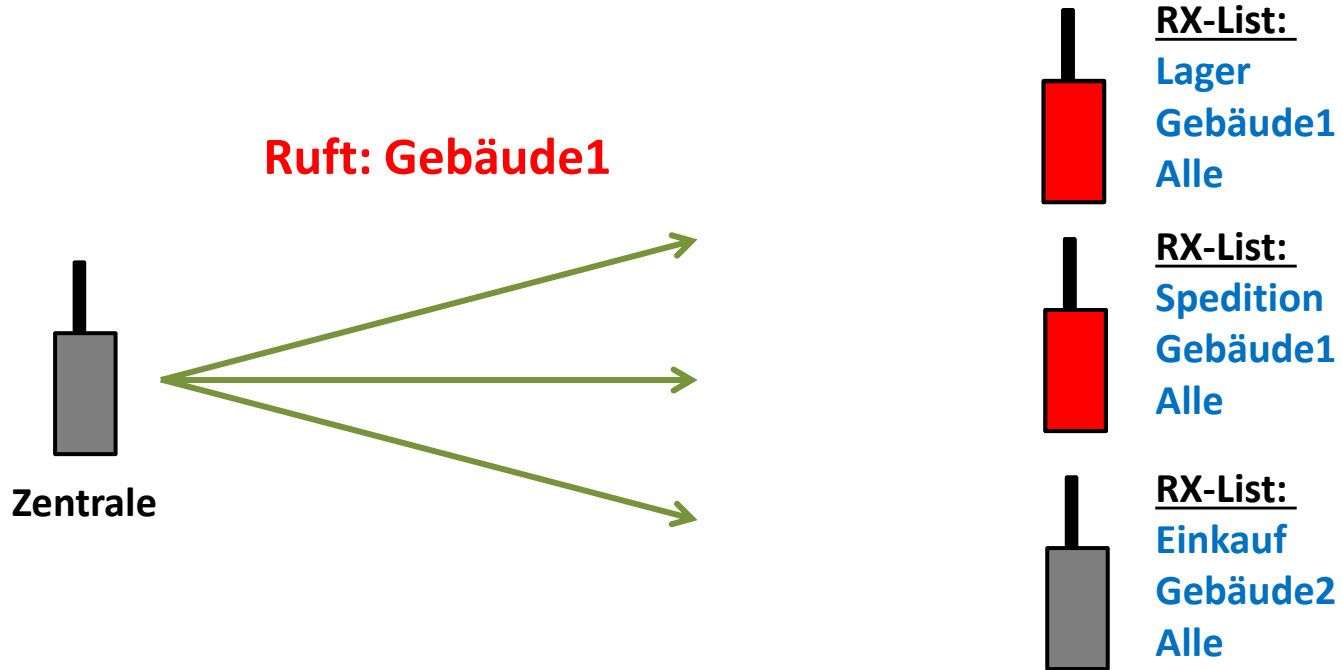 RX-List:
Lager
Gebäude1
Alle
Ruft: Gebäude1
RX-List:
Spedition
Gebäude1
Alle
Zentrale
RX-List:
Einkauf
Gebäude2
Alle